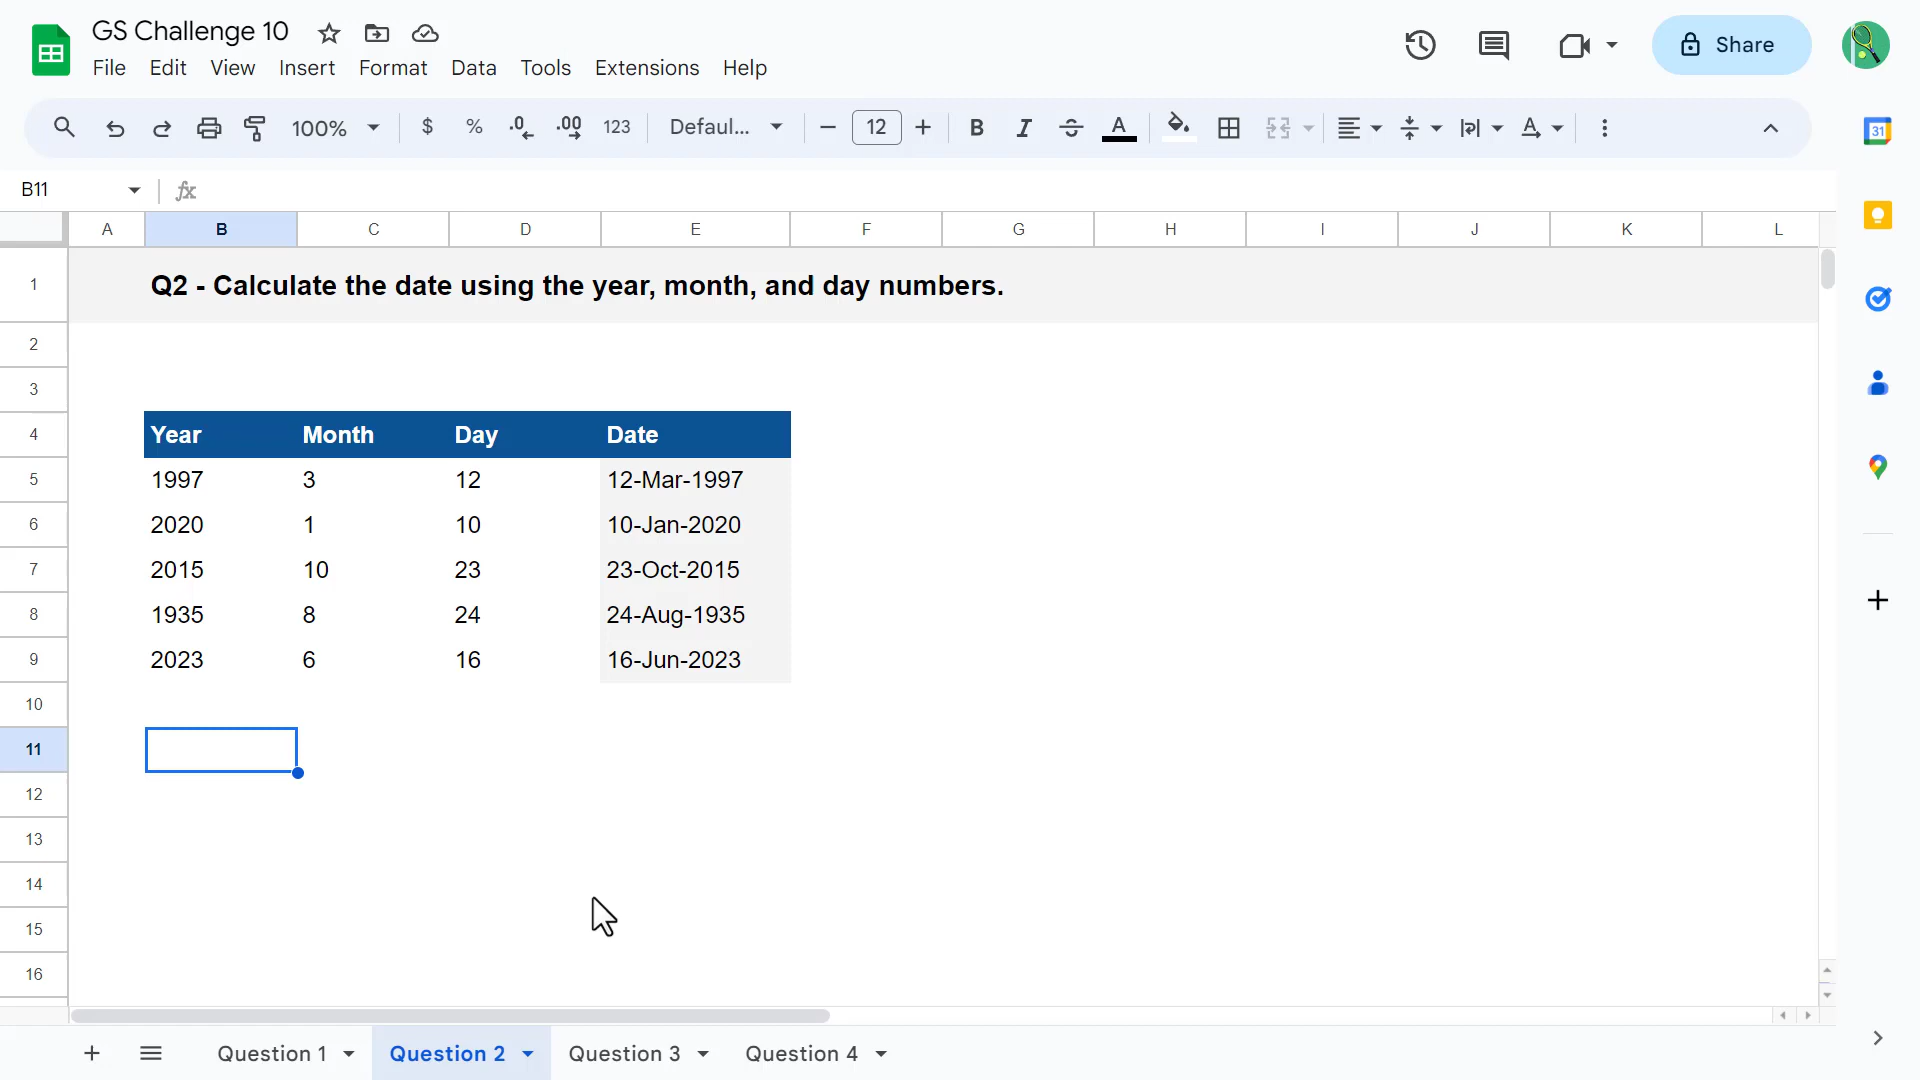 GS Challenge 10
File Edit View Insert Format Data Tools Extensions Help
Share
100% $ % .0 .00 123 Defaul... 12 B I A
31
B11 fx
A B C D E F G H I J K L
1 Q2 - Calculate the date using the year, month, and day numbers.
2
3
4 Year Month Day Date
5 1997 3 12 12-Mar-1997
6 2020 1 10 10-Jan-2020
7 2015 10 23 23-Oct-2015
8 1935 8 24 24-Aug-1935
9 2023 6 16 16-Jun-2023
10
11
12
13
14
15
16
Question 1 Question 2 Question 3 Question 4